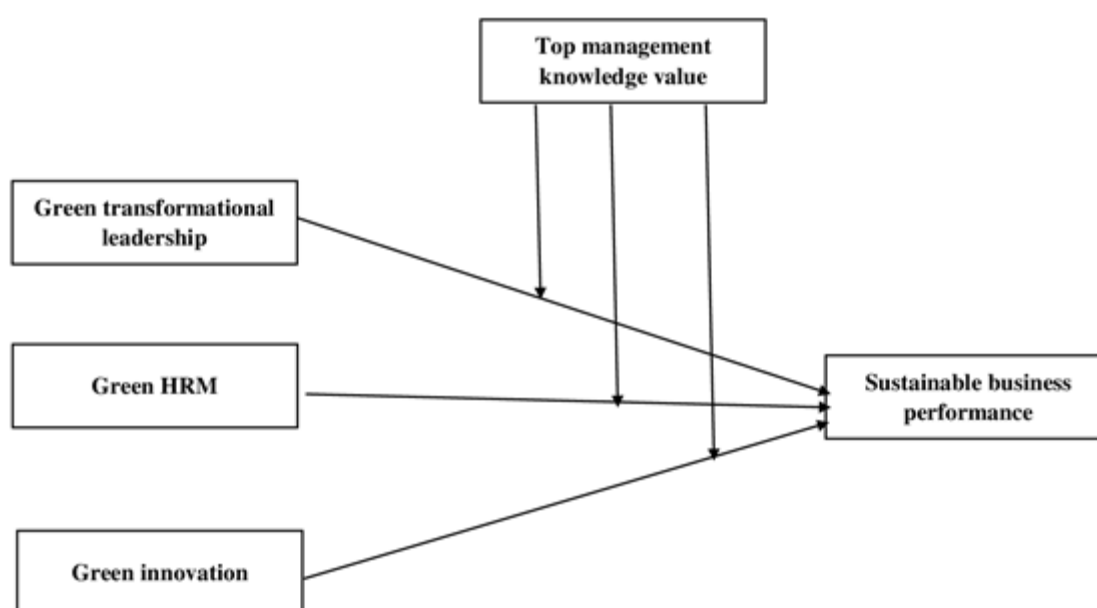 Top management
knowledge value
Green transformational
leadership
Green HRM
Sustainable business
performance
Green innovation